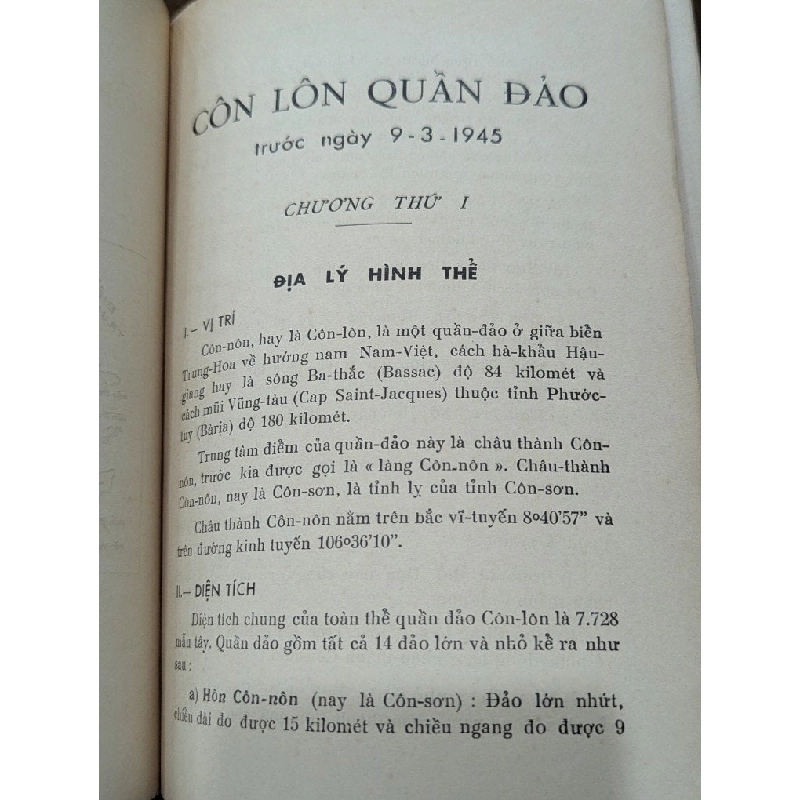 CÔN LÔN QUẦN ĐẢO
trước ngày 9-3-1945
CHƯƠNG THỨ I
ĐỊA LÝ HÌNH THỂ
I.— VỊ TRÍ
Côn-nôn, hay là Côn-lôn, là một quần-đảo ở giữa biển
Trung-Hoa về hướng nam Nam-Việt, cách hà-khẩu Hậu-
giang hay là sông Ba-thắc (Bassac) độ 84 kilomét và
cách mũi Vũng-tàu (Cap Saint-Jacques) thuộc tỉnh Phước-
tuy (Bària) độ 180 kilomét.
Trung tâm điểm của quần-đảo này là châu thành Côn-
nôn, trước kia được gọi là « làng Côn.nôn ». Châu-thành
Côn-nôn, nay là Côn-sơn, là tỉnh lỵ của tỉnh Côn-sơn.
Châu thành Côn-nôn nằm trên bắc vĩ-tuyến 8o40'57” và
trên đường kinh tuyến 106o36'10”.
II.— DIỆN TÍCH
Diện tích chung của toàn thể quần đảo Côn-lôn là 7.728
mẫu tây. Quần đảo gồm tất cả 14 đảo lớn và nhỏ kể ra như
sau :
a) Hòn Côn-nôn (nay là Côn-sơn) : Đảo lớn nhứt,
chiều dài đo được 15 kilomét và chiều ngang đo được 9